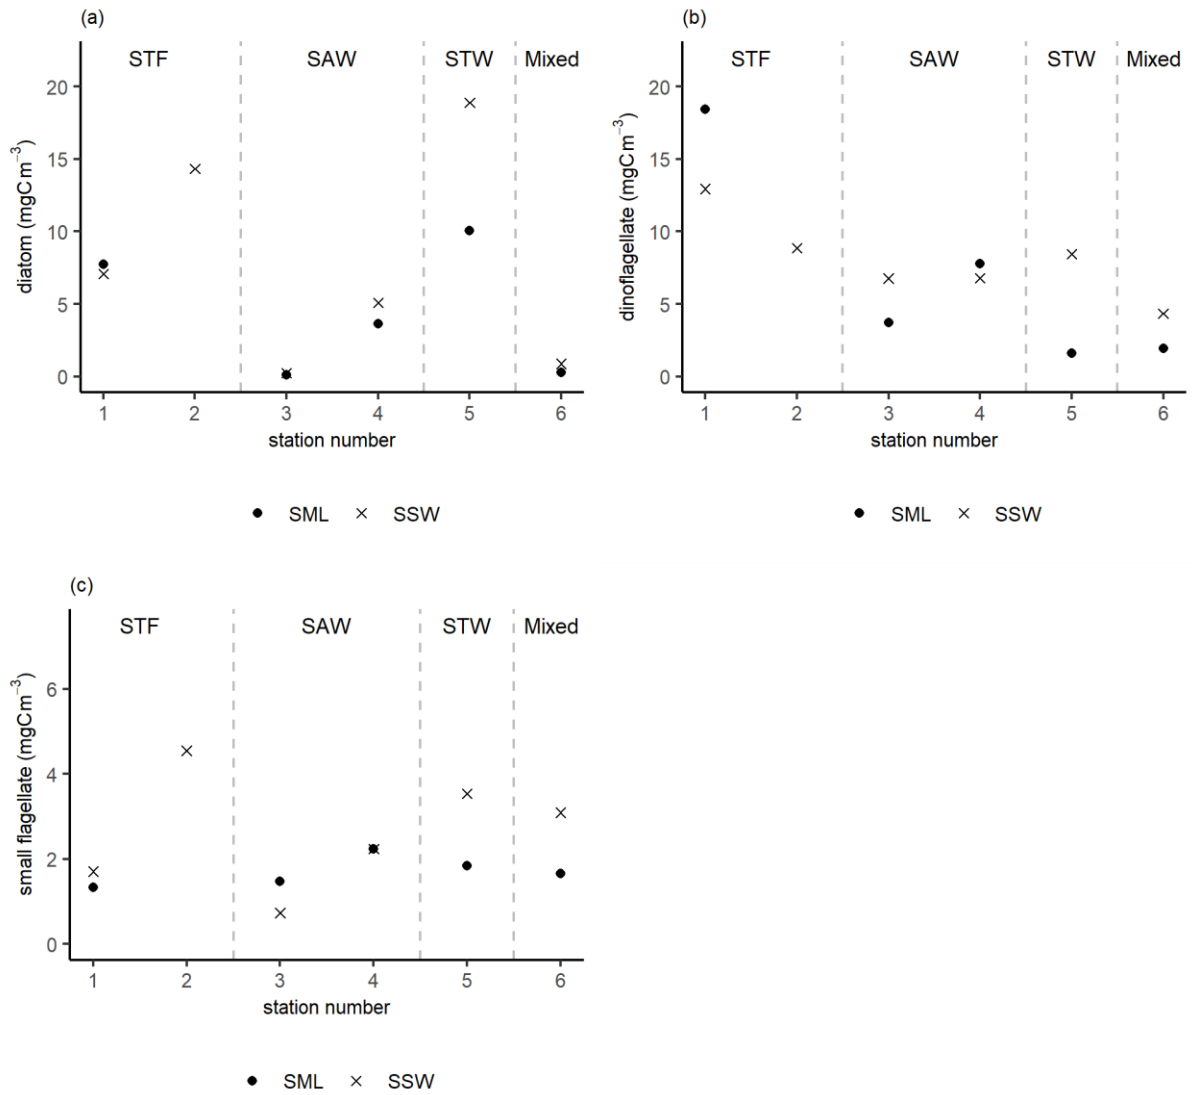 (a)
STF SAW STW Mixed
20
15
10
5
0
diatom (mgCm⁻³)
1 2 3 4 5 6
station number
SML SSW
(b)
STF SAW STW Mixed
20
15
10
5
0
dinoflagellate (mgCm⁻³)
1 2 3 4 5 6
station number
SML SSW
(c)
STF SAW STW Mixed
6
4
2
0
small flagellate (mgCm⁻³)
1 2 3 4 5 6
station number
SML SSW